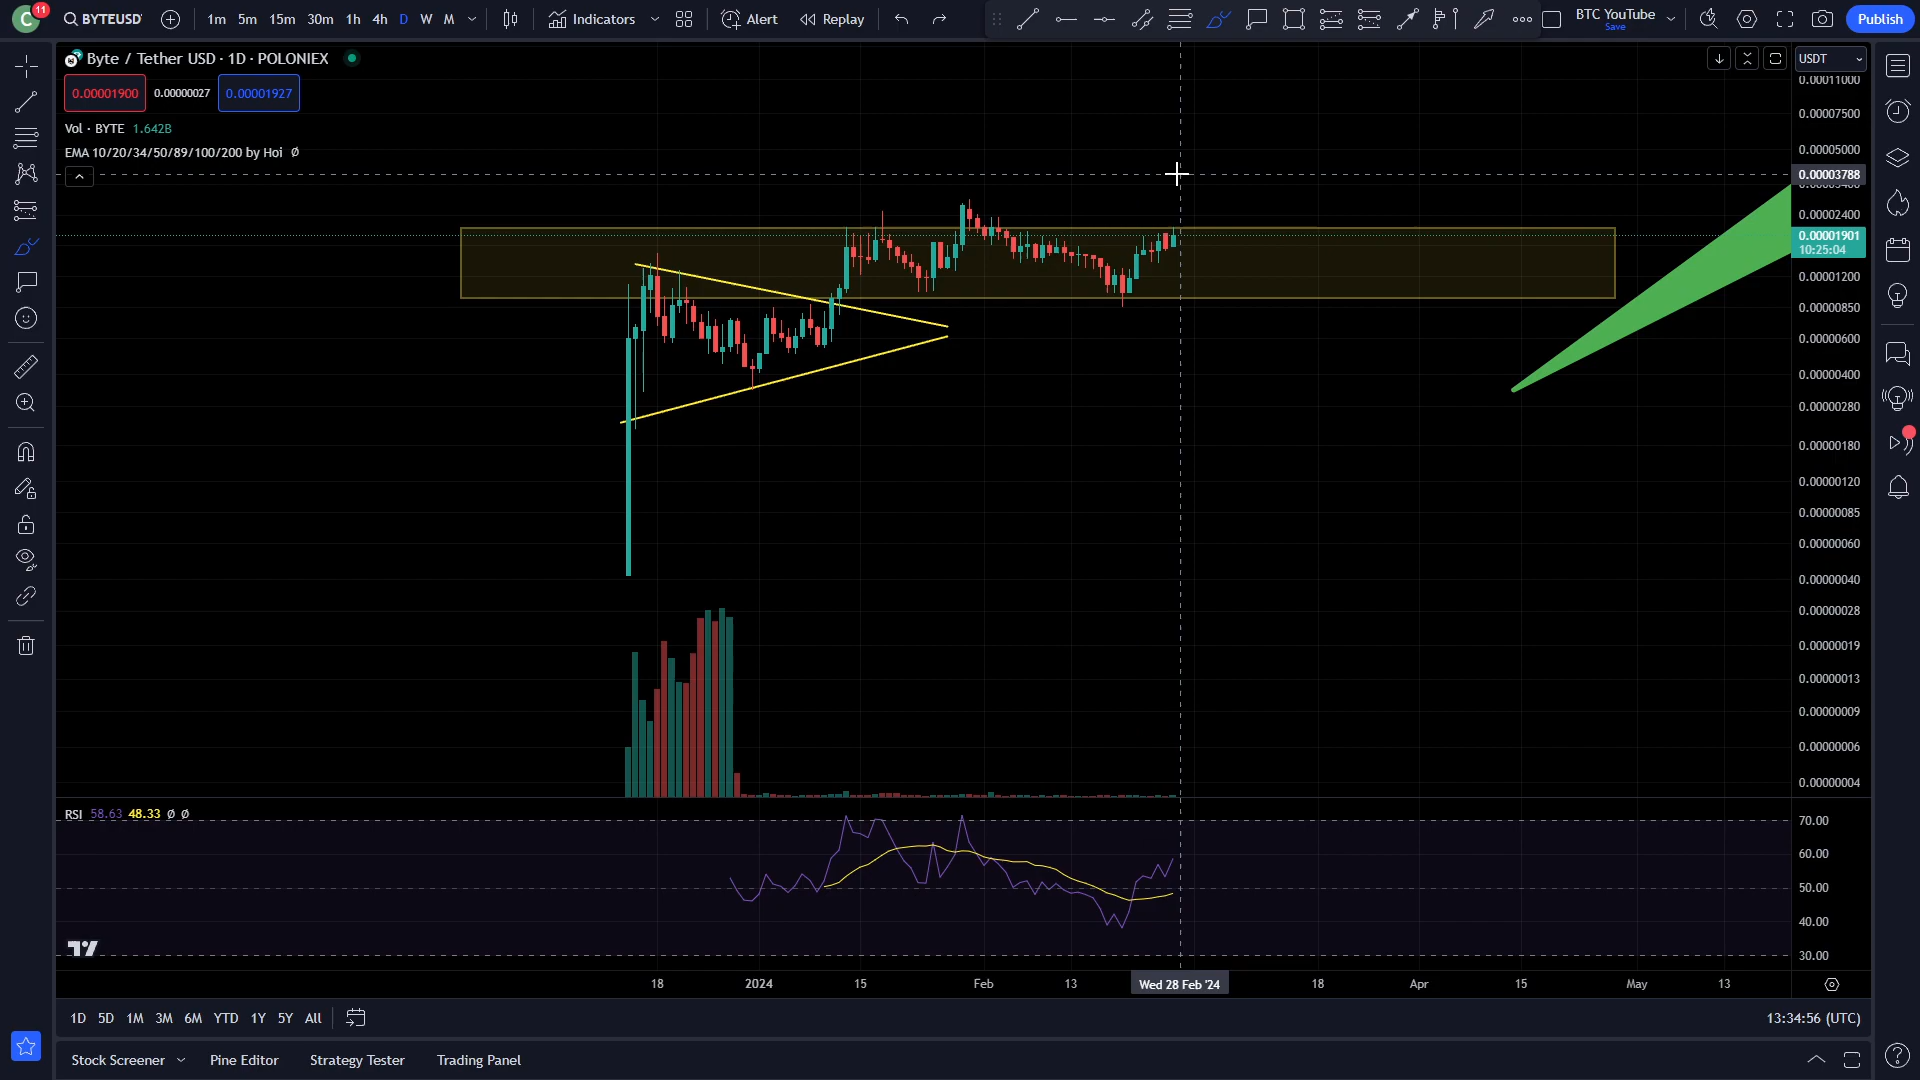 C 11 BYTEUSD 1m 5m 15m 30m 1h 4h D W M Indicators Alert Replay BTC YouTube Save Publish
Byte / Tether USD · 1D · POLONIEX
USDT
0.00001900 0.00000027 0.00001927
Vol · BYTE 1.642B
EMA 10/20/34/50/89/100/200 by Hoi Ø
0.00011000
0.00007500
0.00005000
0.00003788
0.00002400
0.00001901
10:25:04
0.00001200
0.00000850
0.00000600
0.00000400
0.00000280
0.00000180
0.00000120
0.00000085
0.00000060
0.00000040
0.00000028
0.00000019
0.00000013
0.00000009
0.00000006
0.00000004
RSI 58.63 48.33 Ø Ø
70.00
60.00
50.00
40.00
30.00
18 2024 15 Feb 13 Wed 28 Feb '24 18 Apr 15 May 13
1D 5D 1M 3M 6M YTD 1Y 5Y All 13:34:56 (UTC)
Stock Screener Pine Editor Strategy Tester Trading Panel